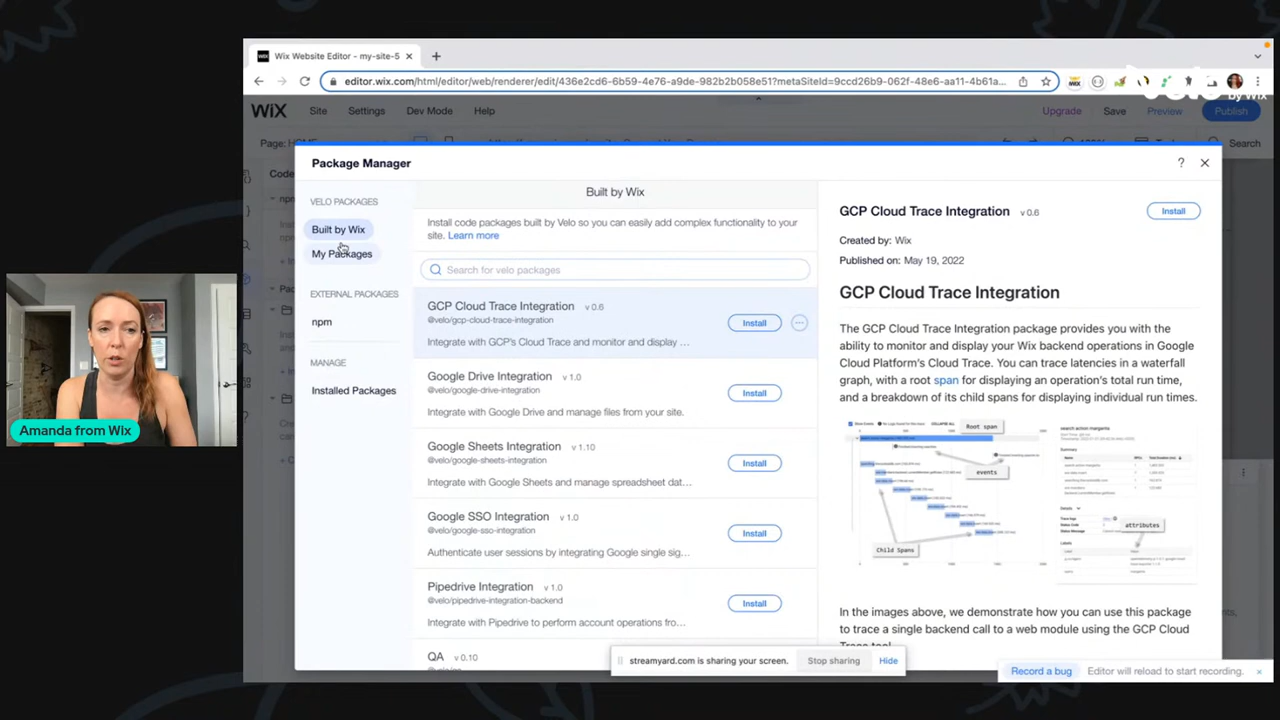 Wix Website Editor - my-site-5
editor.wix.com/html/editor/web/renderer/edit/436e2cd6-6b59-4e76-a9de-982b2b058e51?metaSiteId=9ccd26b9-062f-48e6-aa11-4b61a...
by WIX
WIX Site Settings Dev Mode Help Upgrade Save Preview Publish
Page: HOME
100%
Search
Code
Package Manager
?
VELO PACKAGES
Built by Wix
My Packages
EXTERNAL PACKAGES
npm
MANAGE
Installed Packages
Built by Wix
Install code packages built by Velo so you can easily add complex functionality to your
site. Learn more
Search for velo packages
GCP Cloud Trace Integration v 0.6
@velo/gcp-cloud-trace-integration
Integrate with GCP's Cloud Trace and monitor and display ...
Install
Google Drive Integration v 1.0
@velo/google-drive-integration
Integrate with Google Drive and manage files from your site.
Install
Google Sheets Integration v 1.10
@velo/google-sheets-integration
Integrate with Google Sheets and manage spreadsheet dat...
Install
Google SSO Integration v 1.0
@velo/google-sso-integration
Authenticate user sessions by integrating Google single sig...
Install
Pipedrive Integration v 1.0
@velo/pipedrive-integration-backend
Integrate with Pipedrive to perform account operations fro...
Install
QA v 0.10
GCP Cloud Trace Integration v 0.6
Install
Created by: Wix
Published on: May 19, 2022
GCP Cloud Trace Integration
The GCP Cloud Trace Integration package provides you with the
ability to monitor and display your Wix backend operations in Google
Cloud Platform's Cloud Trace. You can trace latencies in a waterfall
graph, with a root span for displaying an operation's total run time,
and a breakdown of its child spans for displaying individual run times.
Root span
events
Child Spans
attributes
In the images above, we demonstrate how you can use this package
to trace a single backend call to a web module using the GCP Cloud
Trace tool.
streamyard.com is sharing your screen. Stop sharing Hide
Record a bug Editor will reload to start recording.
Amanda from Wix